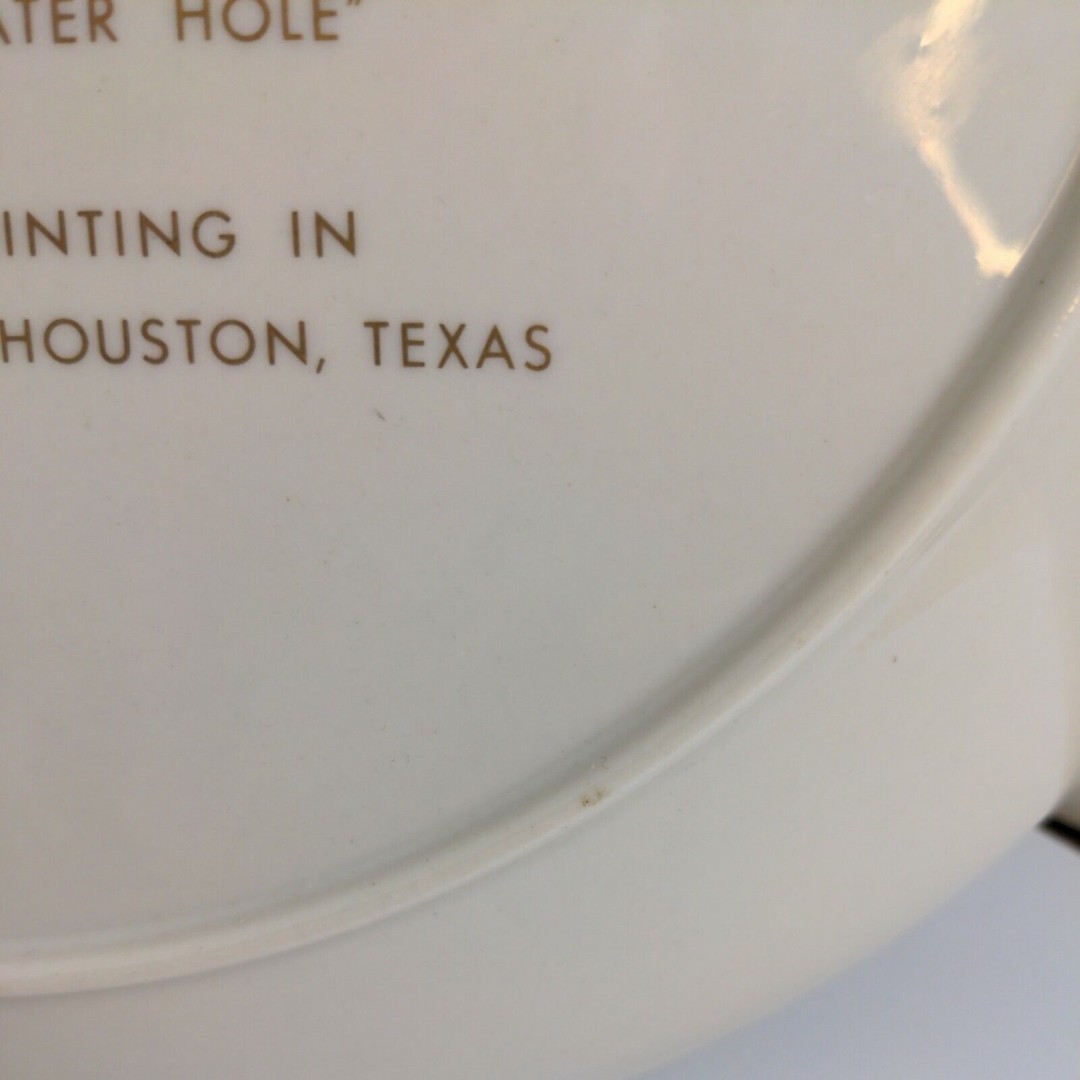 ATER HOLE"
INTING IN
HOUSTON, TEXAS